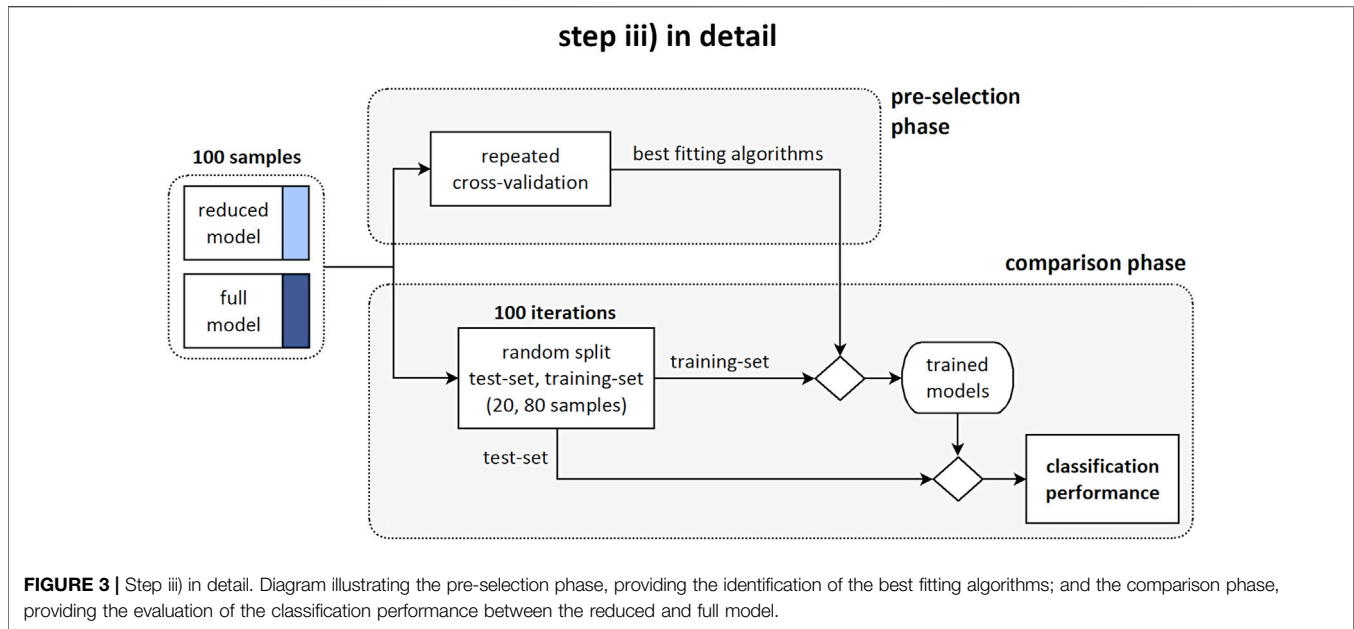 step iii) in detail
pre-selection
phase
100 samples
reduced
model
full
model
repeated
cross-validation
best fitting algorithms
comparison phase
100 iterations
random split
test-set, training-set
(20, 80 samples)
training-set
trained
models
test-set
classification
performance
FIGURE 3 | Step iii) in detail. Diagram illustrating the pre-selection phase, providing the identification of the best fitting algorithms; and the comparison phase,
providing the evaluation of the classification performance between the reduced and full model.